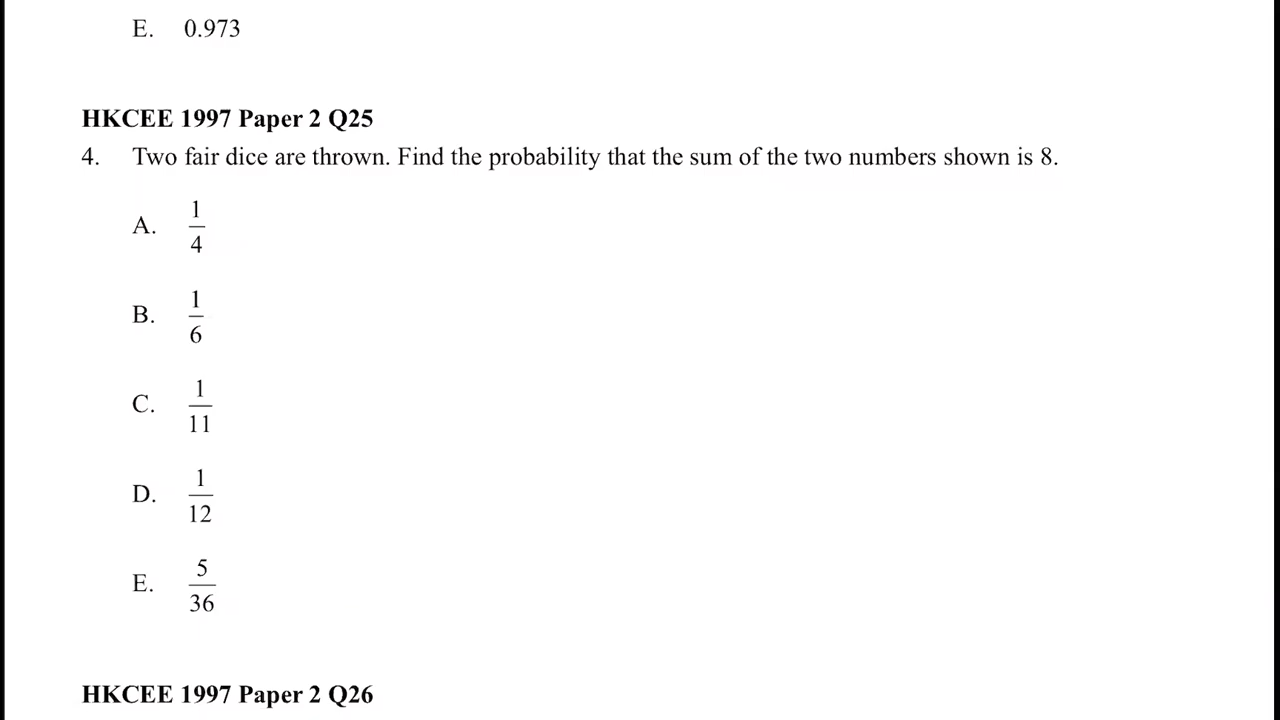 E. 0.973
HKCEE 1997 Paper 2 Q25
4. Two fair dice are thrown. Find the probability that the sum of the two numbers shown is 8.
A. 1/4
B. 1/6
C. 1/11
D. 1/12
E. 5/36
HKCEE 1997 Paper 2 Q26